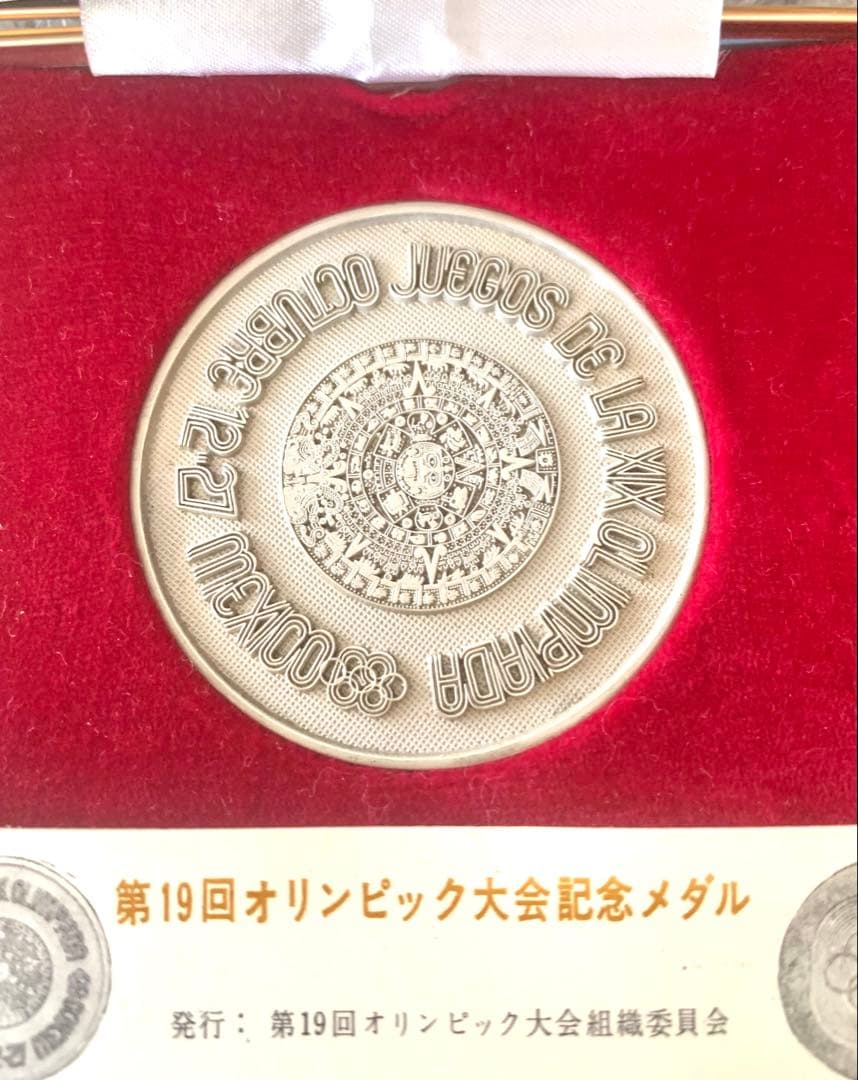 JUEGOS DE LA XIX OLIMPIADA
MEXICO68
OCTUBRE 12-27
第19回オリンピック大会記念メダル
発行： 第19回オリンピック大会組織委員会